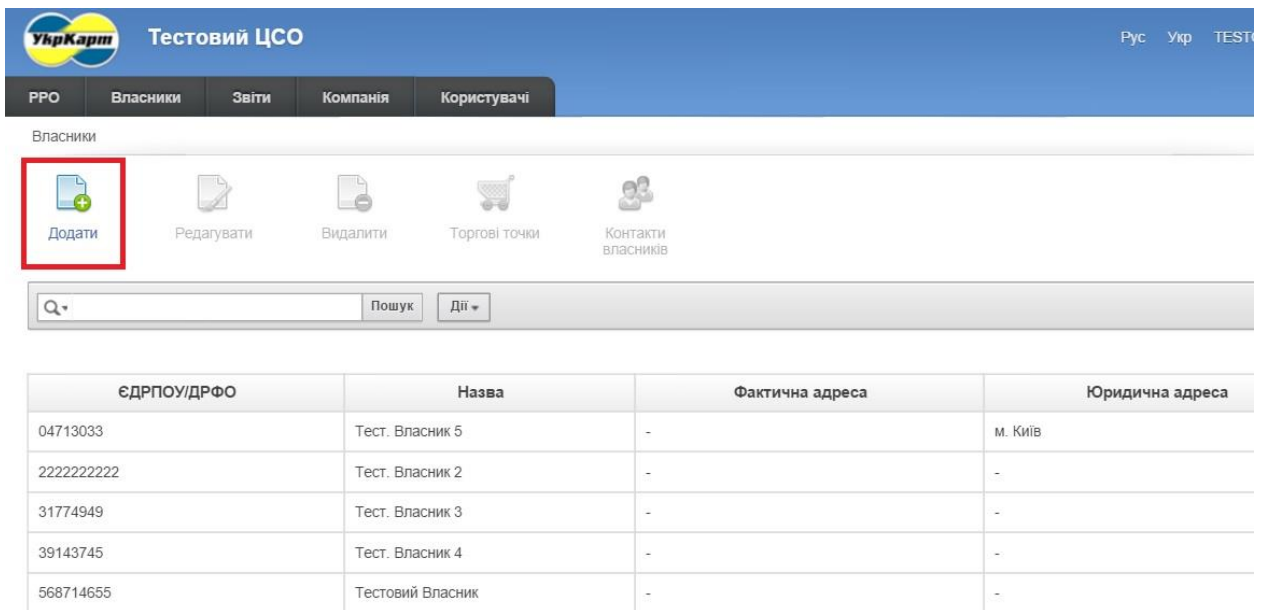 УкрКарт Тестовий ЦСО Рус Укр
РРО Власники Звіти Компанія Користувачі
Власники
Додати Редагувати Видалити Торгові точки Контакти
власників
Пошук Дії
ЄДРПОУ/ДРФО Назва Фактична адреса Юридична адреса
04713033 Тест. Власник 5 - м. Київ
2222222222 Тест. Власник 2 - -
31774949 Тест. Власник 3 - -
39143745 Тест. Власник 4 - -
568714655 Тестовий Власник - -